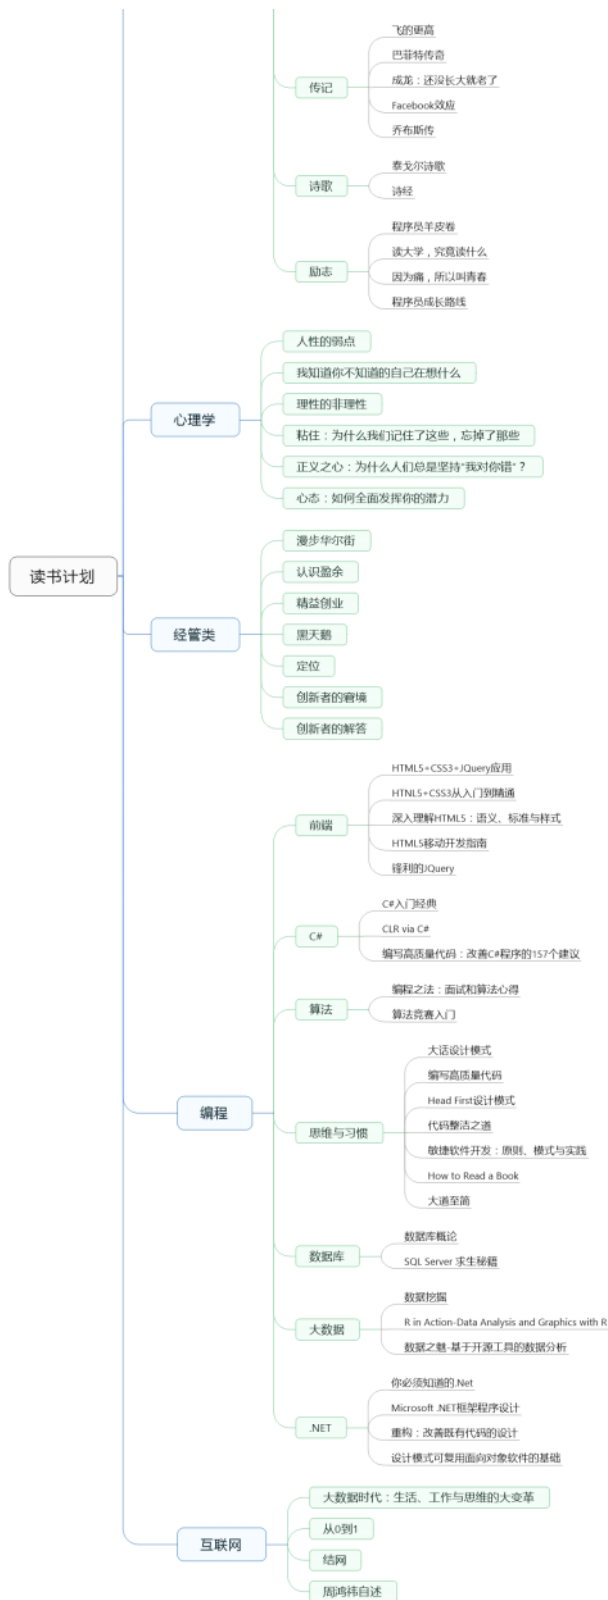 飞的更高
巴菲特传奇
成龙：还没长大就老了
Facebook效应
乔布斯传
传记
泰戈尔诗歌
诗经
诗歌
程序员羊皮卷
读大学，究竟读什么
因为痛，所以叫青春
程序员成长路线
励志
人性的弱点
我知道你不知道的自己在想什么
理性的非理性
粘住：为什么我们记住了这些，忘掉了那些
正义之心：为什么人们总是坚持“我对你错”？
心态：如何全面发挥你的潜力
心理学
读书计划
漫步华尔街
认识盈余
精益创业
黑天鹅
定位
创新者的窘境
创新者的解答
经管类
HTML5+CSS3+JQuery应用
HTNL5+CSS3从入门到精通
深入理解HTML5：语义、标准与样式
HTML5移动开发指南
锋利的JQuery
前端
C#入门经典
CLR via C#
编写高质量代码：改善C#程序的157个建议
C#
编程之法：面试和算法心得
算法竞赛入门
算法
大话设计模式
编写高质量代码
Head First设计模式
代码整洁之道
敏捷软件开发：原则、模式与实践
How to Read a Book
大道至简
思维与习惯
编程
数据库概论
SQL Server 求生秘籍
数据库
数据挖掘
R in Action-Data Analysis and Graphics with R
数据之魅-基于开源工具的数据分析
大数据
你必须知道的.Net
Microsoft .NET框架程序设计
重构：改善既有代码的设计
设计模式可复用面向对象软件的基础
.NET
大数据时代：生活、工作与思维的大变革
从0到1
结网
周鸿祎自述
互联网